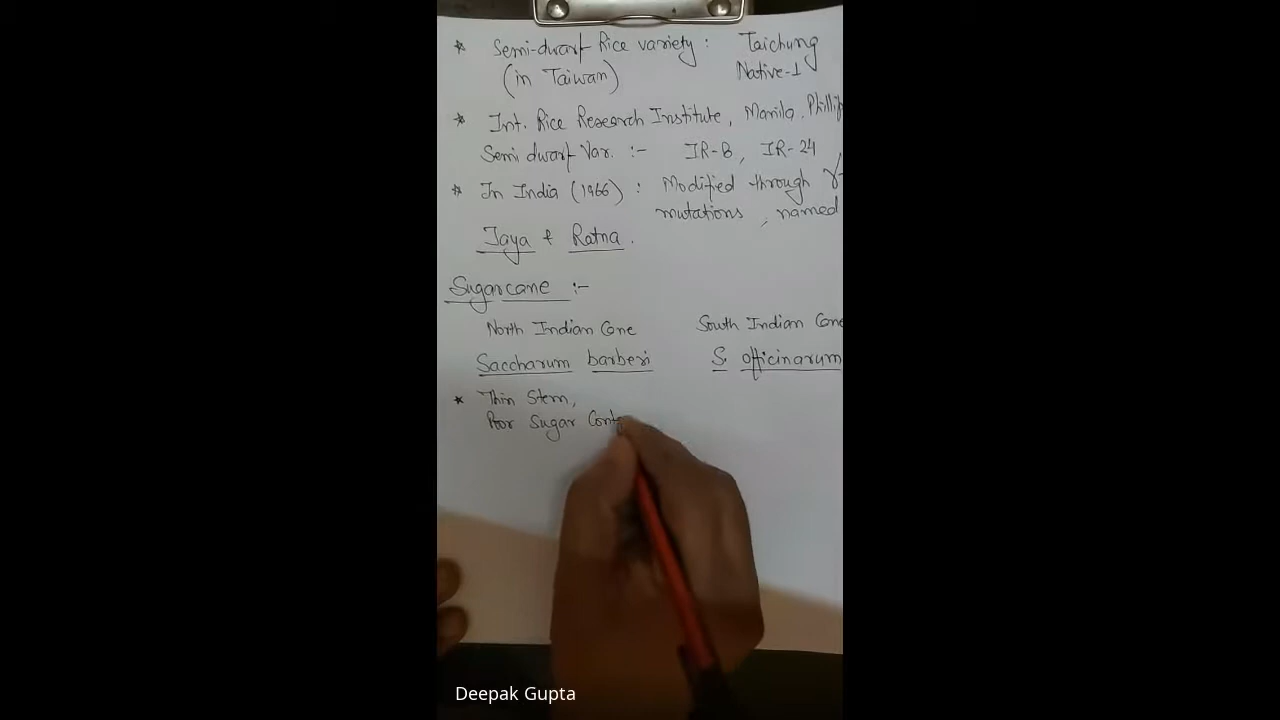 * Semi-dwarf Rice variety : Taichung
(in Taiwan) Native-1
* Int. Rice Research Institute, Manila. Phillip
Semi dwarf Var. :- IR-8, IR-24
* In India (1966) : Modified through γ-
mutations, named
Jaya & Ratna.
Sugarcane :-
North Indian Cane South Indian Cane
Saccharum barberi S. officinarum
* Thin Stem,
Poor Sugar Conte
Deepak Gupta